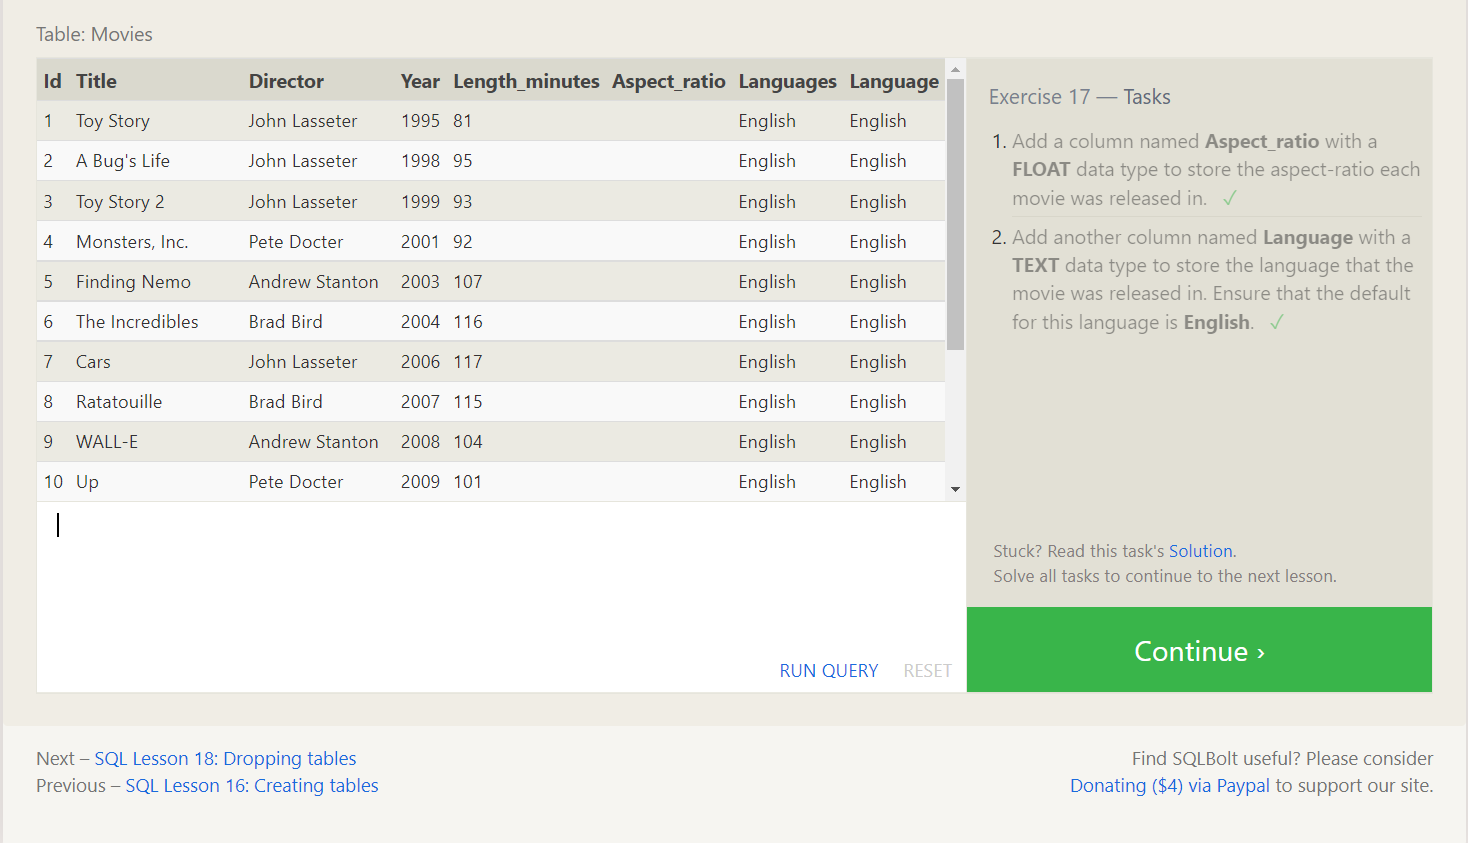 Table: Movies
Id Title Director Year Length_minutes Aspect_ratio Languages Language
1 Toy Story John Lasseter 1995 81 English English
2 A Bug's Life John Lasseter 1998 95 English English
3 Toy Story 2 John Lasseter 1999 93 English English
4 Monsters, Inc. Pete Docter 2001 92 English English
5 Finding Nemo Andrew Stanton 2003 107 English English
6 The Incredibles Brad Bird 2004 116 English English
7 Cars John Lasseter 2006 117 English English
8 Ratatouille Brad Bird 2007 115 English English
9 WALL-E Andrew Stanton 2008 104 English English
10 Up Pete Docter 2009 101 English English
RUN QUERY RESET
Exercise 17 — Tasks
1. Add a column named Aspect_ratio with a
FLOAT data type to store the aspect-ratio each
movie was released in. ✓
2. Add another column named Language with a
TEXT data type to store the language that the
movie was released in. Ensure that the default
for this language is English. ✓
Stuck? Read this task's Solution.
Solve all tasks to continue to the next lesson.
Continue ›
Next – SQL Lesson 18: Dropping tables
Previous – SQL Lesson 16: Creating tables
Find SQLBolt useful? Please consider
Donating ($4) via Paypal to support our site.